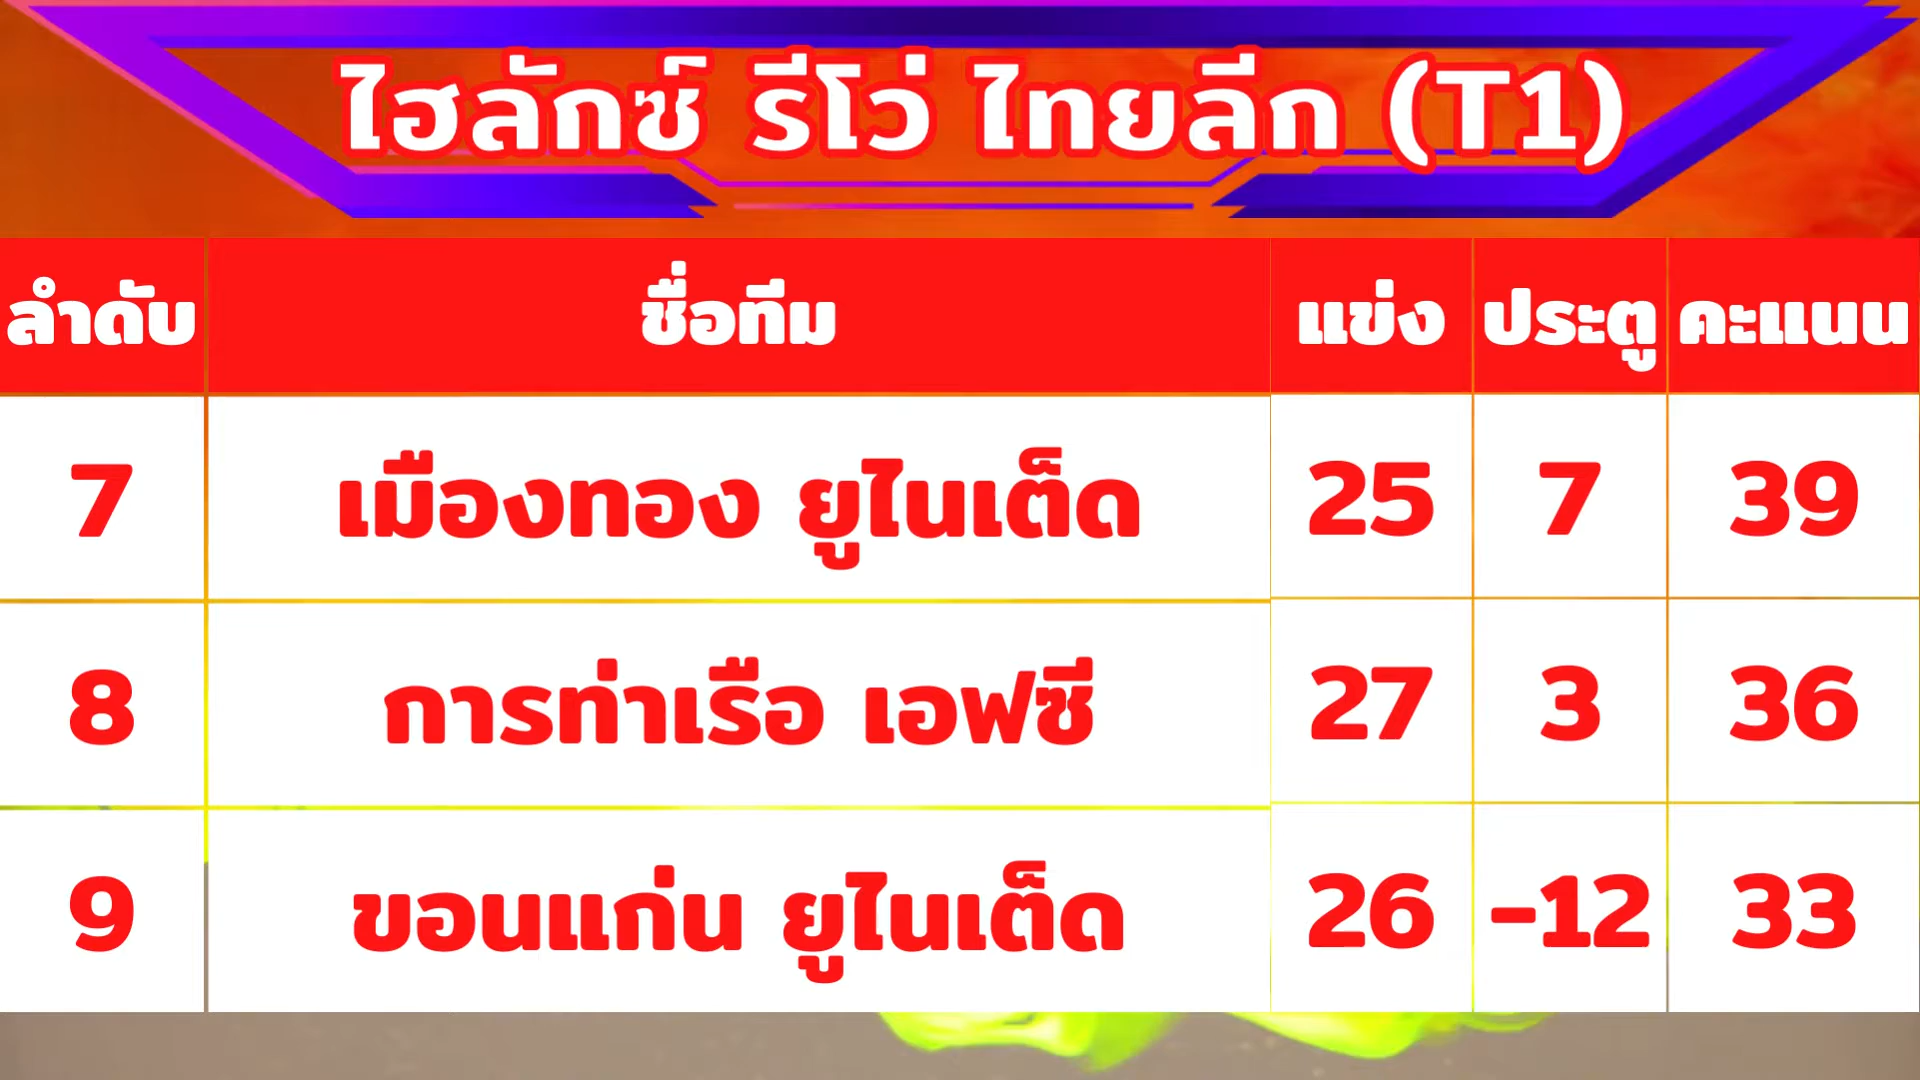 ไฮลักซ์ รีโว่ ไทยลีก (T1)
ลำดับ ชื่อทีม แข่ง ประตู คะแนน
7 เมืองทอง ยูไนเต็ด 25 7 39
8 การท่าเรือ เอฟซี 27 3 36
9 ขอนแก่น ยูไนเต็ด 26 -12 33